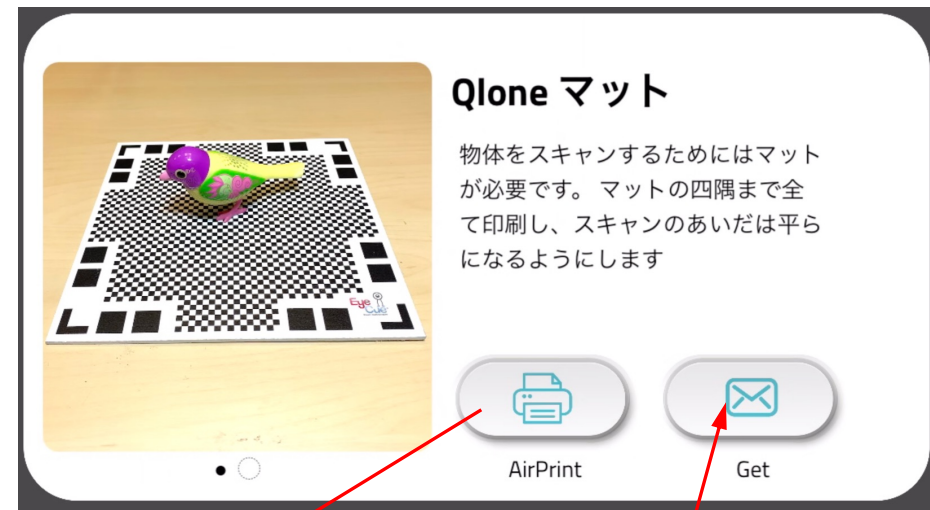 Qlone マット
物体をスキャンするためにはマット
が必要です。 マットの四隅まで全
て印刷し、スキャンのあいだは平ら
になるようにします
Eye
Cue
AirPrint
Get